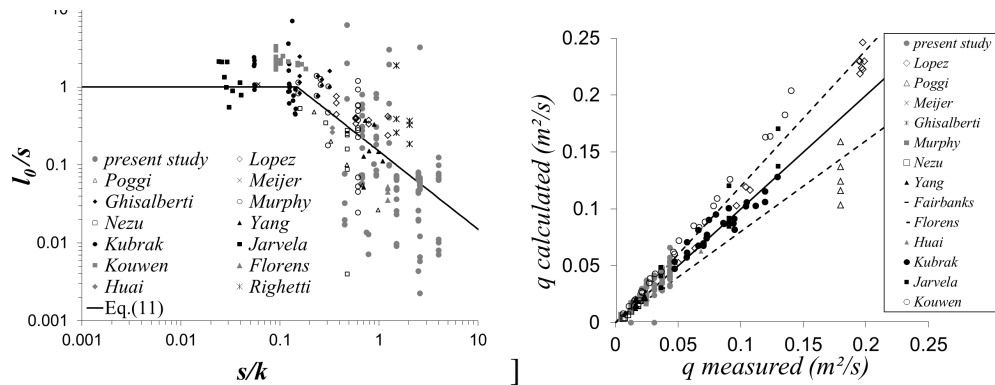 10
1
0.1
0.01
0.001
l₀/s
present study
Lopez
Poggi
Meijer
Ghisalberti
Murphy
Nezu
Yang
Kubrak
Jarvela
Kouwen
Florens
Huai
Righetti
Eq.(11)
0.001 0.01 0.1 1 10
s/k
]
0.25
0.2
0.15
0.1
0.05
0
q calculated (m²/s)
0 0.05 0.1 0.15 0.2 0.25
q measured (m²/s)
present study
Lopez
Poggi
Meijer
Ghisalberti
Murphy
Nezu
Yang
Fairbanks
Florens
Huai
Kubrak
Jarvela
Kouwen